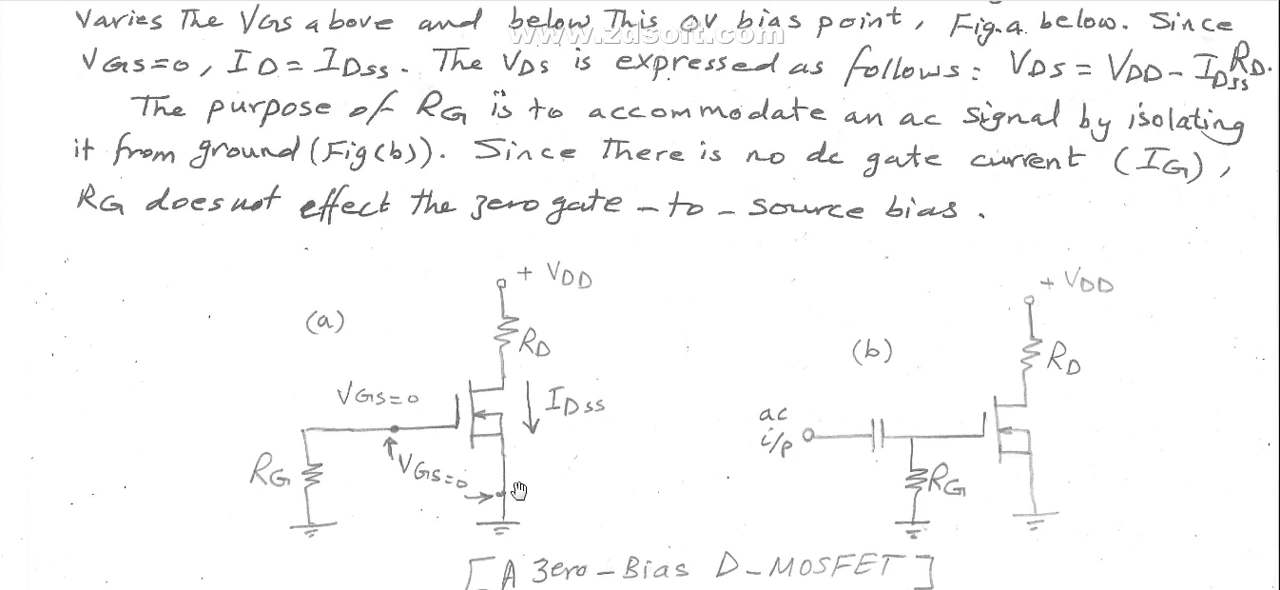 Varies The VGS above and below This ov bias point, Fig.a. below. Since
www.zdsoft.com
VGS=0, ID = IDSS. The VDS is expressed as follows: VDS = VDD - IDSS RD.
The purpose of RG is to accommodate an ac signal by isolating
it from ground (Fig(b)). Since There is no dc gate current (IG),
RG does not effect the zero gate - to - source bias.
+ VDD
+ VDD
(a)
RD
(b)
RD
VGS=0
IDSS
ac
i/p
RG
VGS=0
RG
[A Zero-Bias D-MOSFET]